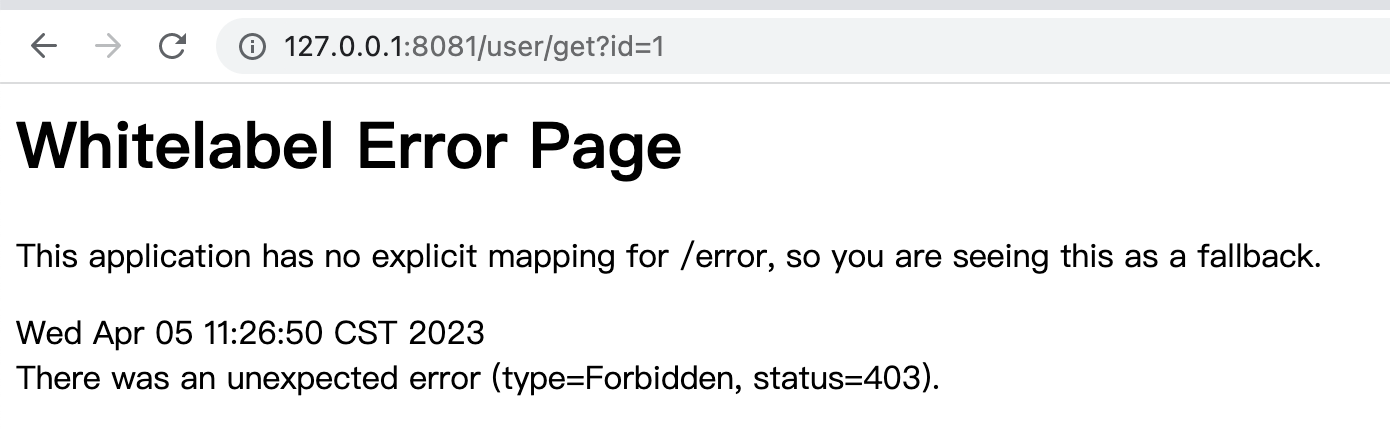 127.0.0.1:8081/user/get?id=1
Whitelabel Error Page
This application has no explicit mapping for /error, so you are seeing this as a fallback.
Wed Apr 05 11:26:50 CST 2023
There was an unexpected error (type=Forbidden, status=403).